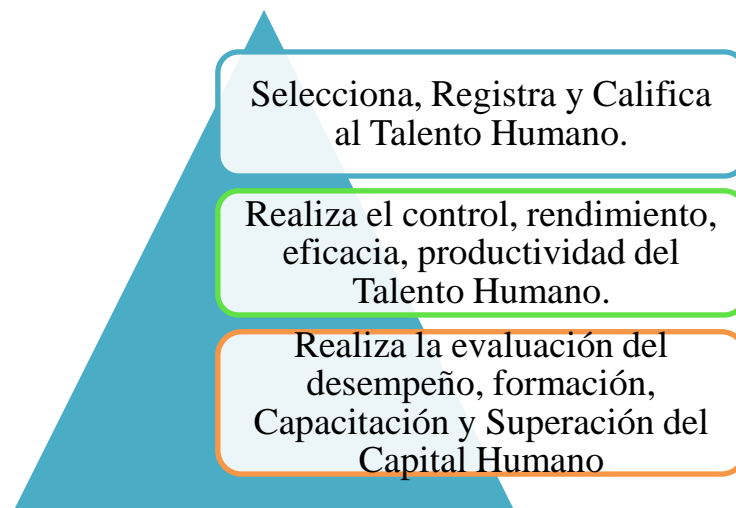 Selecciona, Registra y Califica
al Talento Humano.
Realiza el control, rendimiento,
eficacia, productividad del
Talento Humano.
Realiza la evaluación del
desempeño, formación,
Capacitación y Superación del
Capital Humano